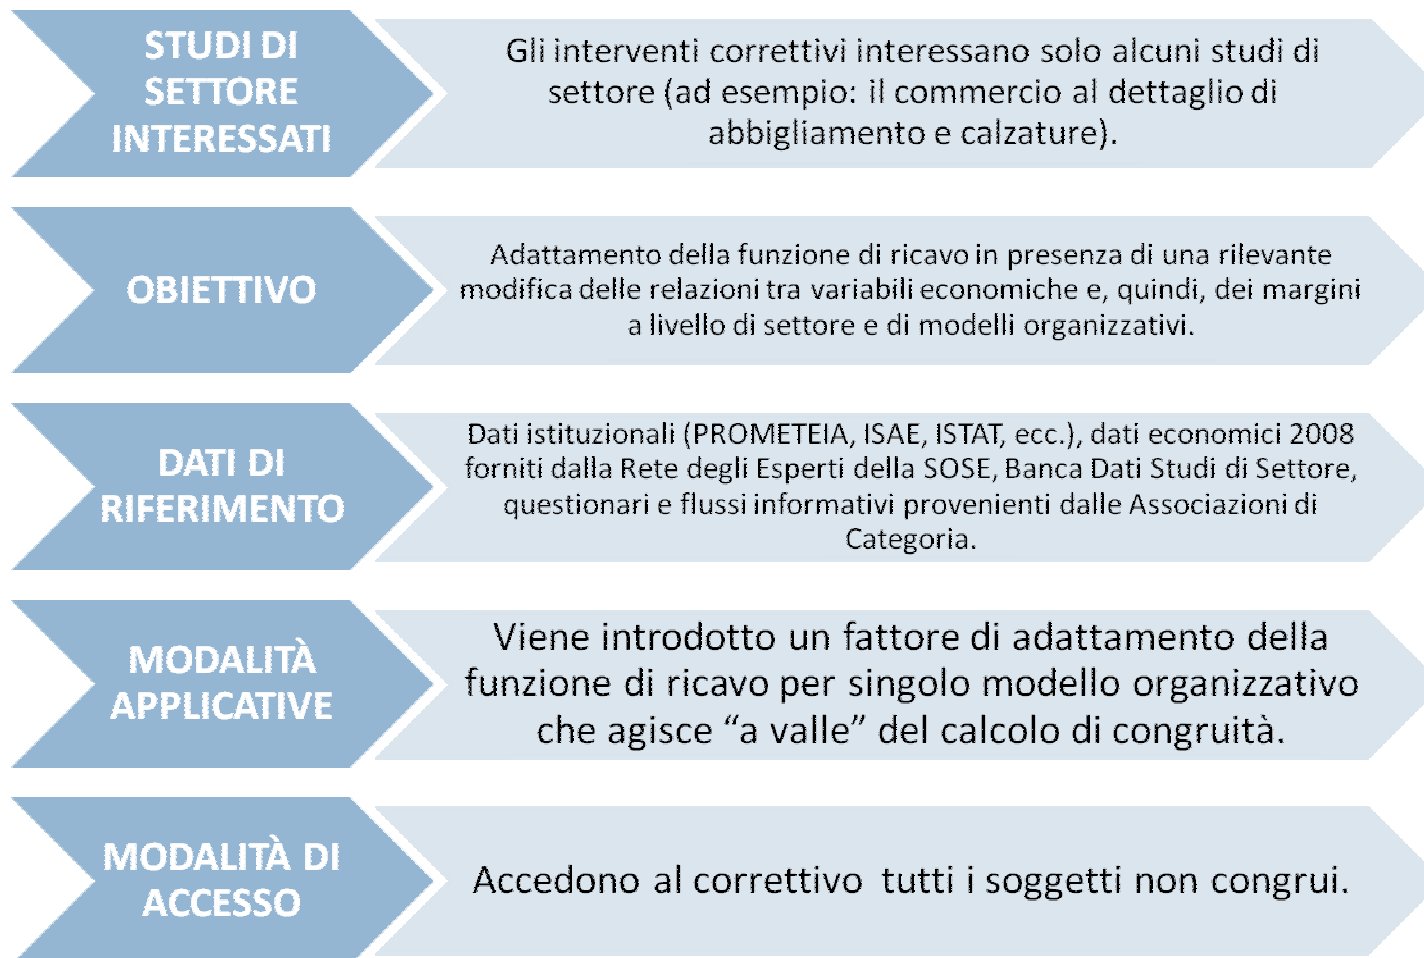 STUDI DI
SETTORE
INTERESSATI
Gli interventi correttivi interessano solo alcuni studi di
settore (ad esempio: il commercio al dettaglio di
abbigliamento e calzature).
OBIETTIVO
Adattamento della funzione di ricavo in presenza di una rilevante
modifica delle relazioni tra variabili economiche e, quindi, dei margini
a livello di settore e di modelli organizzativi.
DATI DI
RIFERIMENTO
Dati istituzionali (PROMETEIA, ISAE, ISTAT, ecc.), dati economici 2008
forniti dalla Rete degli Esperti della SOSE, Banca Dati Studi di Settore,
questionari e flussi informativi provenienti dalle Associazioni di
Categoria.
MODALITÀ
APPLICATIVE
Viene introdotto un fattore di adattamento della
funzione di ricavo per singolo modello organizzativo
che agisce “a valle” del calcolo di congruità.
MODALITÀ DI
ACCESSO
Accedono al correttivo tutti i soggetti non congrui.